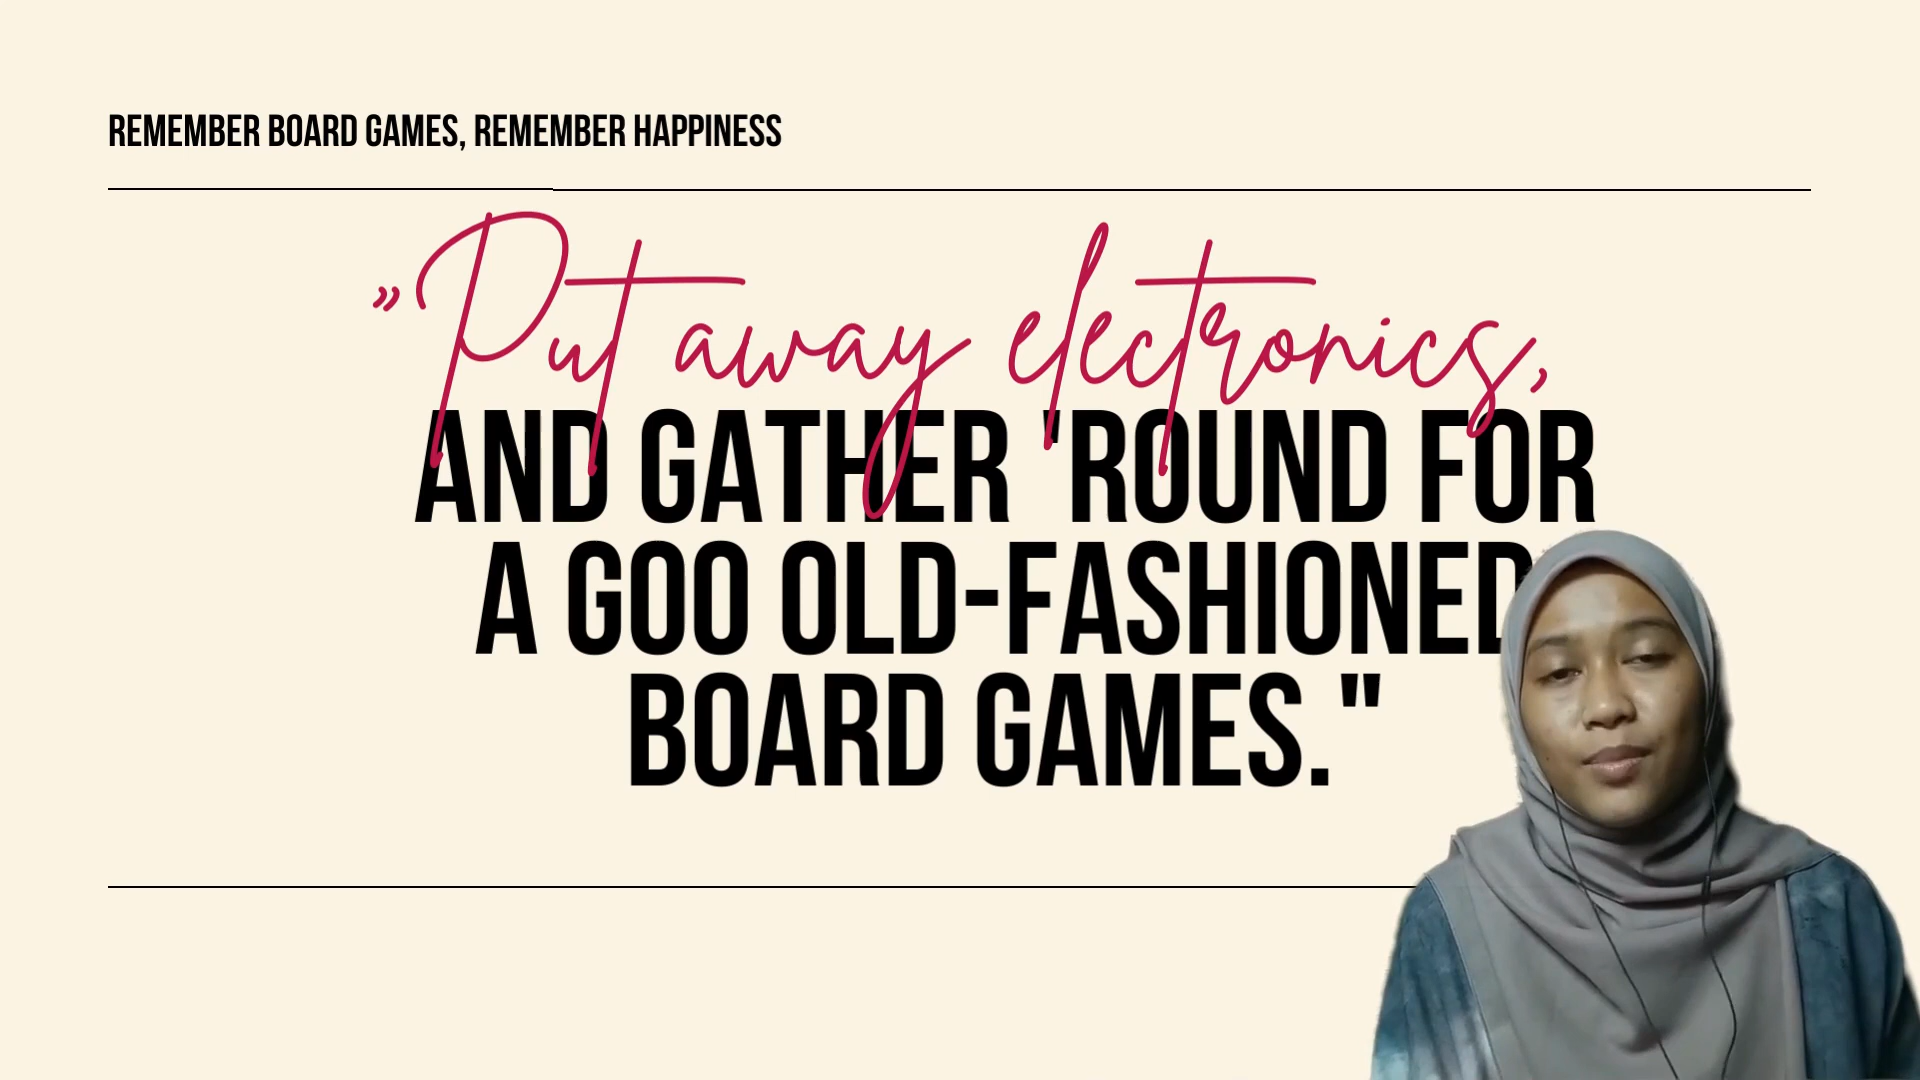 REMEMBER BOARD GAMES, REMEMBER HAPPINESS
"Put away electronics,
AND GATHER 'ROUND FOR
A GOO OLD-FASHIONED
BOARD GAMES."